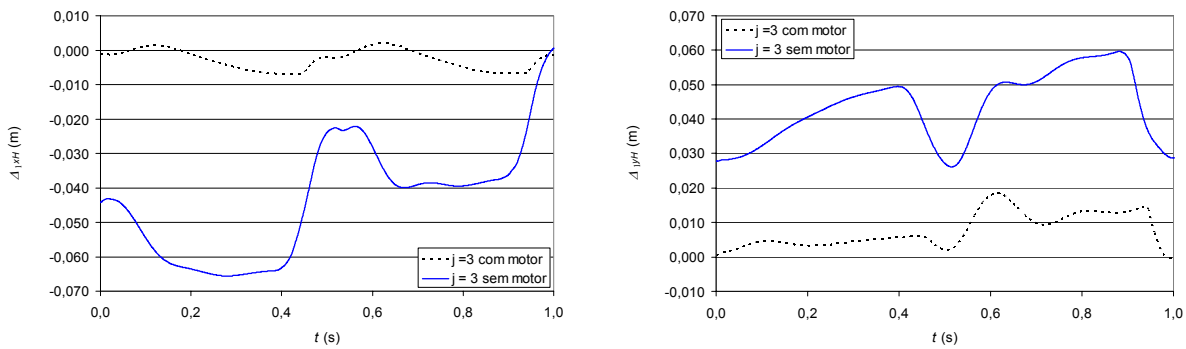 0,010
0,000
-0,010
-0,020
-0,030
-0,040
-0,050
-0,060
-0,070
Δ1xH (m)
j =3 com motor
j = 3 sem motor
0,0 0,2 0,4 0,6 0,8 1,0
t (s)
0,070
0,060
0,050
0,040
0,030
0,020
0,010
0,000
-0,010
Δ1yH (m)
j =3 com motor
j = 3 sem motor
0,0 0,2 0,4 0,6 0,8 1,0
t (s)